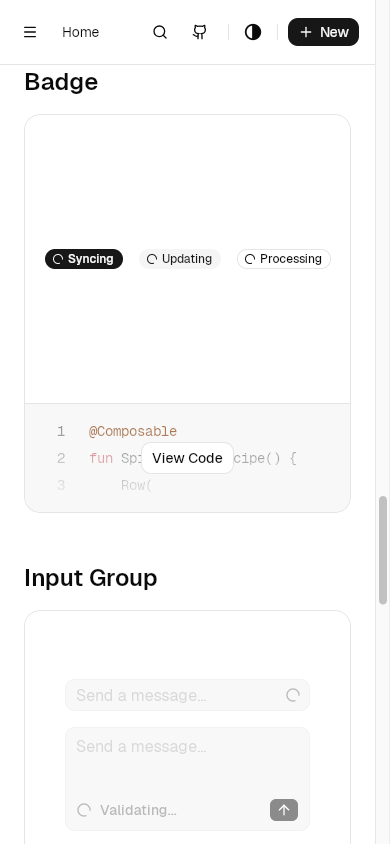 Home
New
Badge
Syncing
Updating
Processing
1 @Composable
2 fun
View Code
() {
3 Row(
Input Group
Send a message...
Send a message...
Validating...